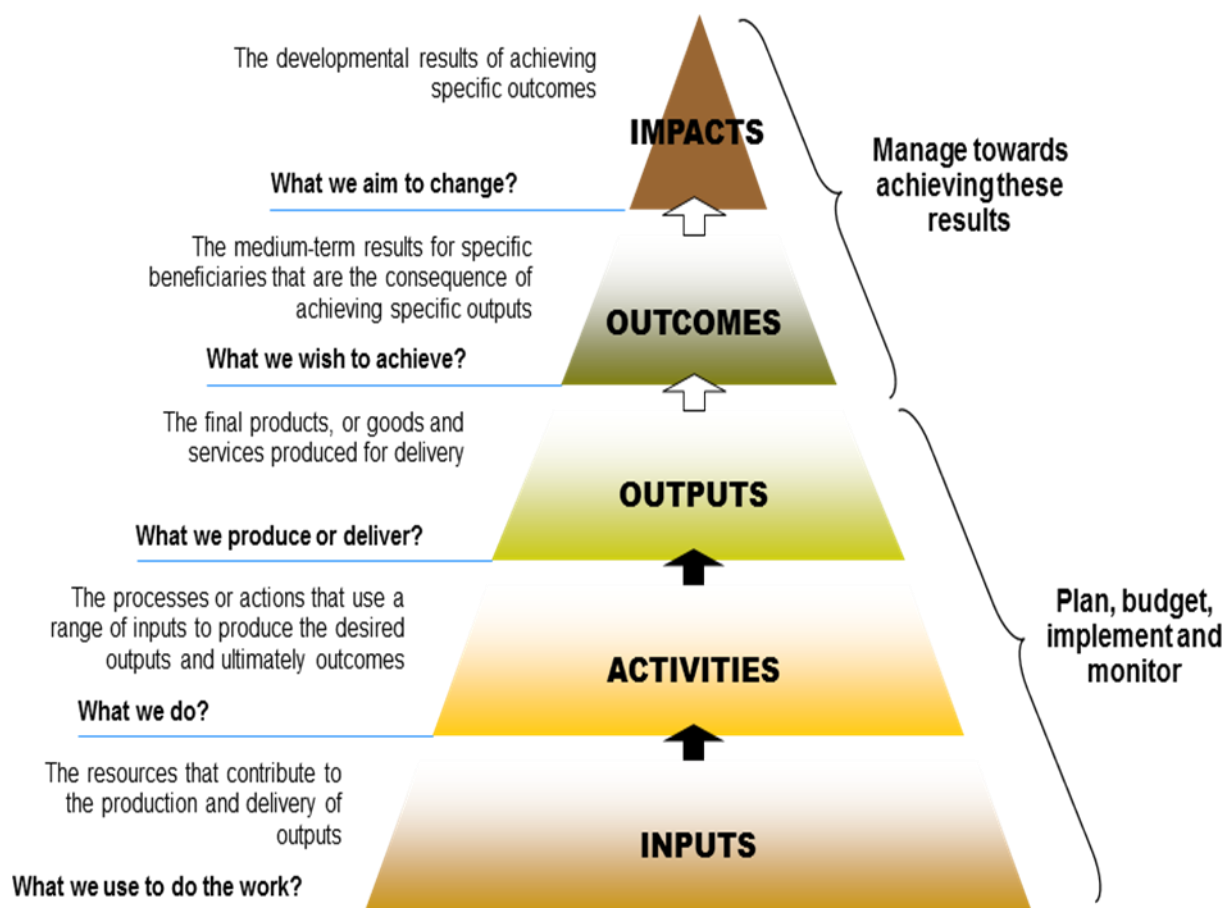 The developmental results of achieving
specific outcomes
IMPACTS
What we aim to change?
Manage towards
achieving these
results
The medium-term results for specific
beneficiaries that are the consequence of
achieving specific outputs
OUTCOMES
What we wish to achieve?
The final products, or goods and
services produced for delivery
OUTPUTS
What we produce or deliver?
The processes or actions that use a
range of inputs to produce the desired
outputs and ultimately outcomes
ACTIVITIES
What we do?
Plan, budget,
implement and
monitor
The resources that contribute to
the production and delivery of
outputs
INPUTS
What we use to do the work?